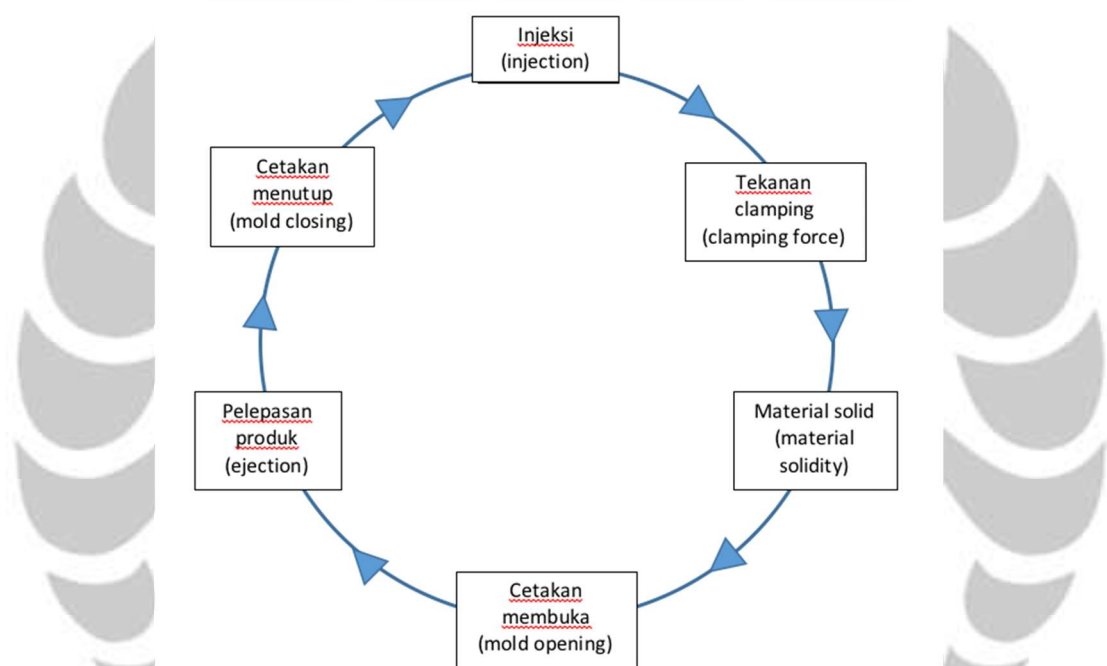 Injeksi
(injection)
Cetakan
menutup
(mold closing)
Tekanan
clamping
(clamping force)
Pelepasan
produk
(ejection)
Material solid
(material
solidity)
Cetakan
membuka
(mold opening)